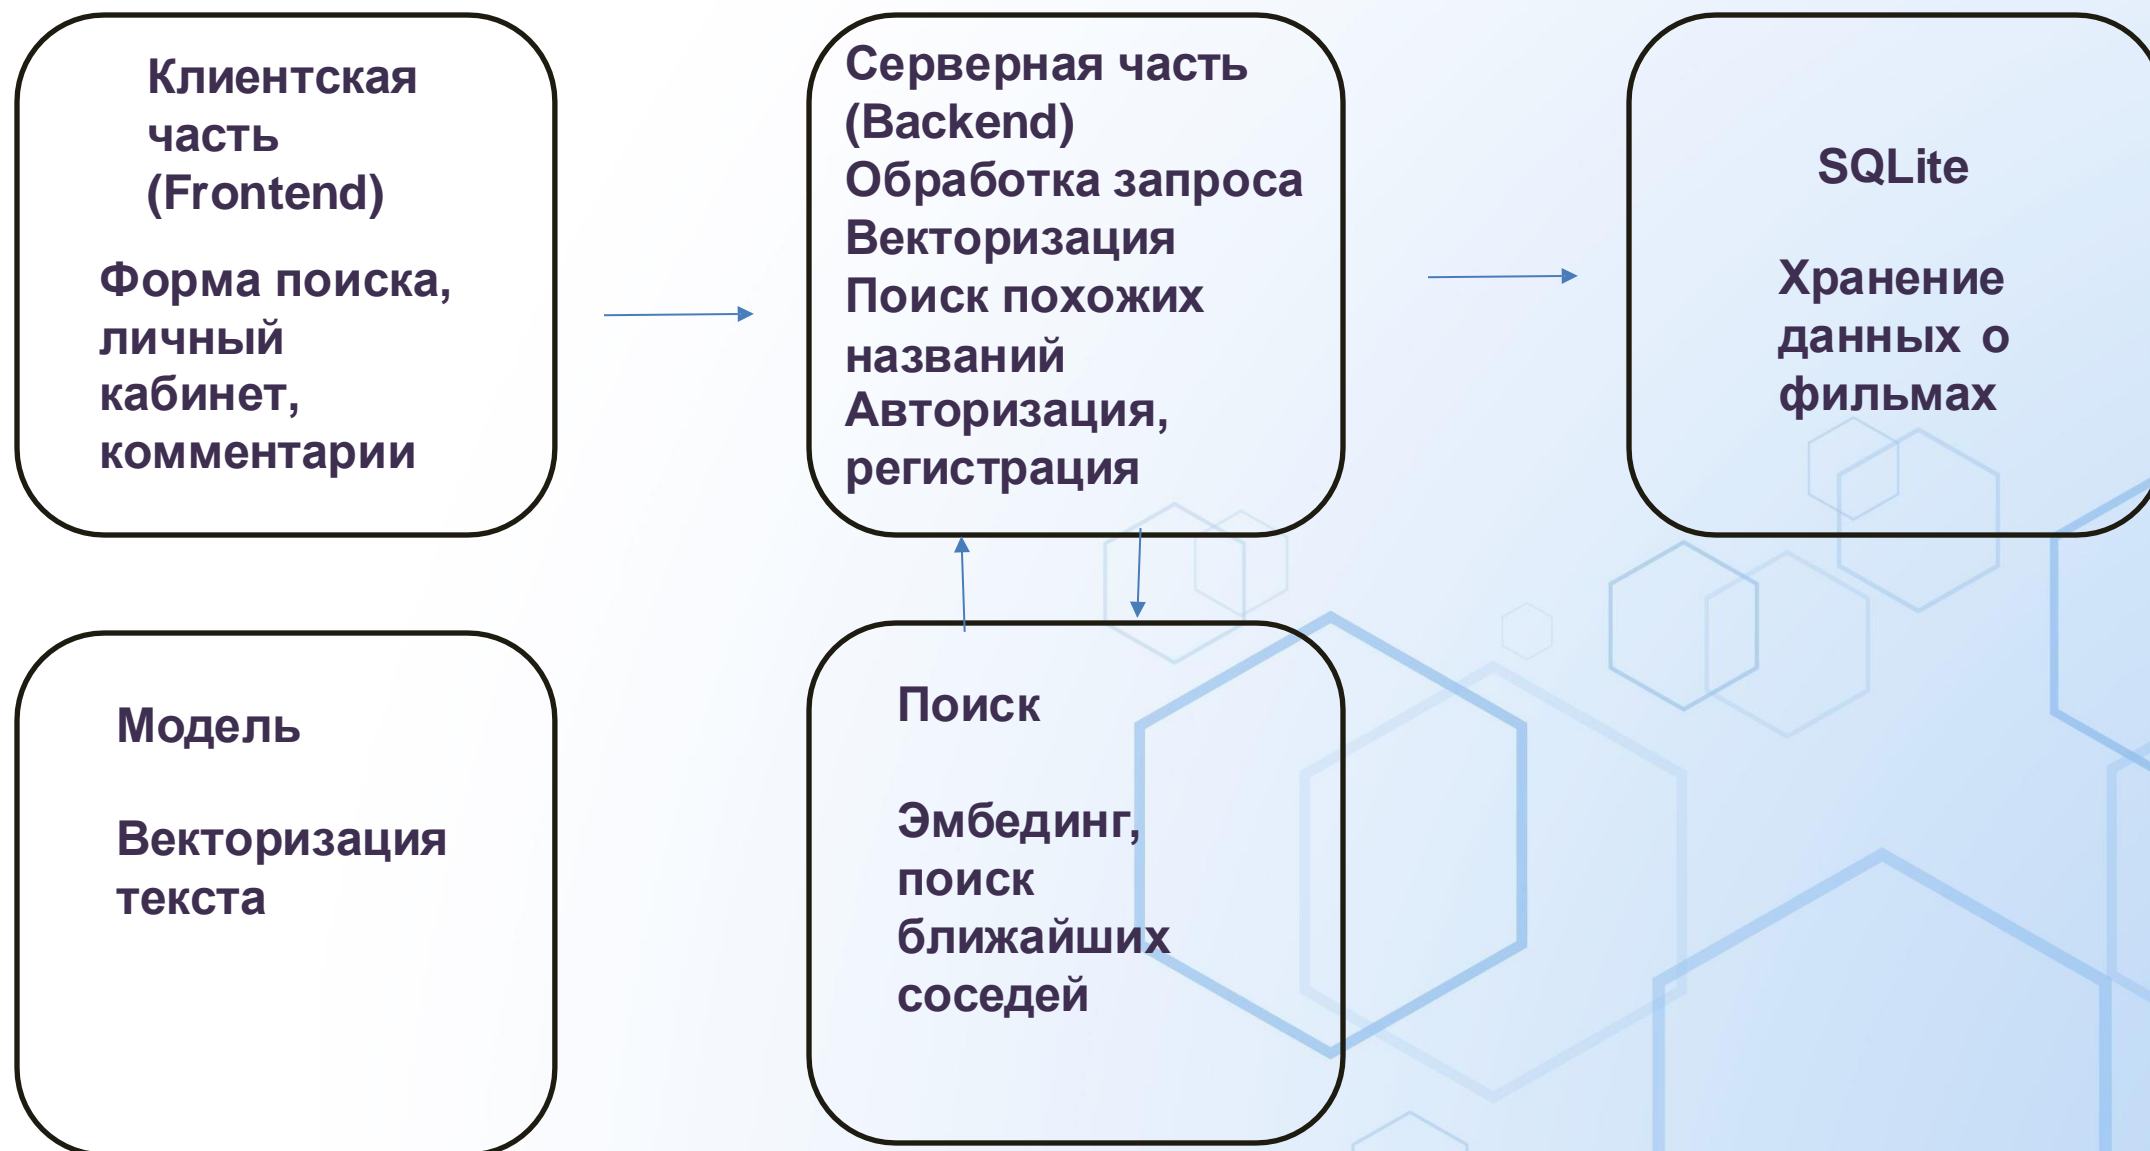 Клиентская
часть
(Frontend)
Форма поиска,
личный
кабинет,
комментарии
Серверная часть
(Backend)
Обработка запроса
Векторизация
Поиск похожих
названий
Авторизация,
регистрация
SQLite
Хранение
данных о
фильмах
Модель
Векторизация
текста
Поиск
Эмбединг,
поиск
ближайших
соседей